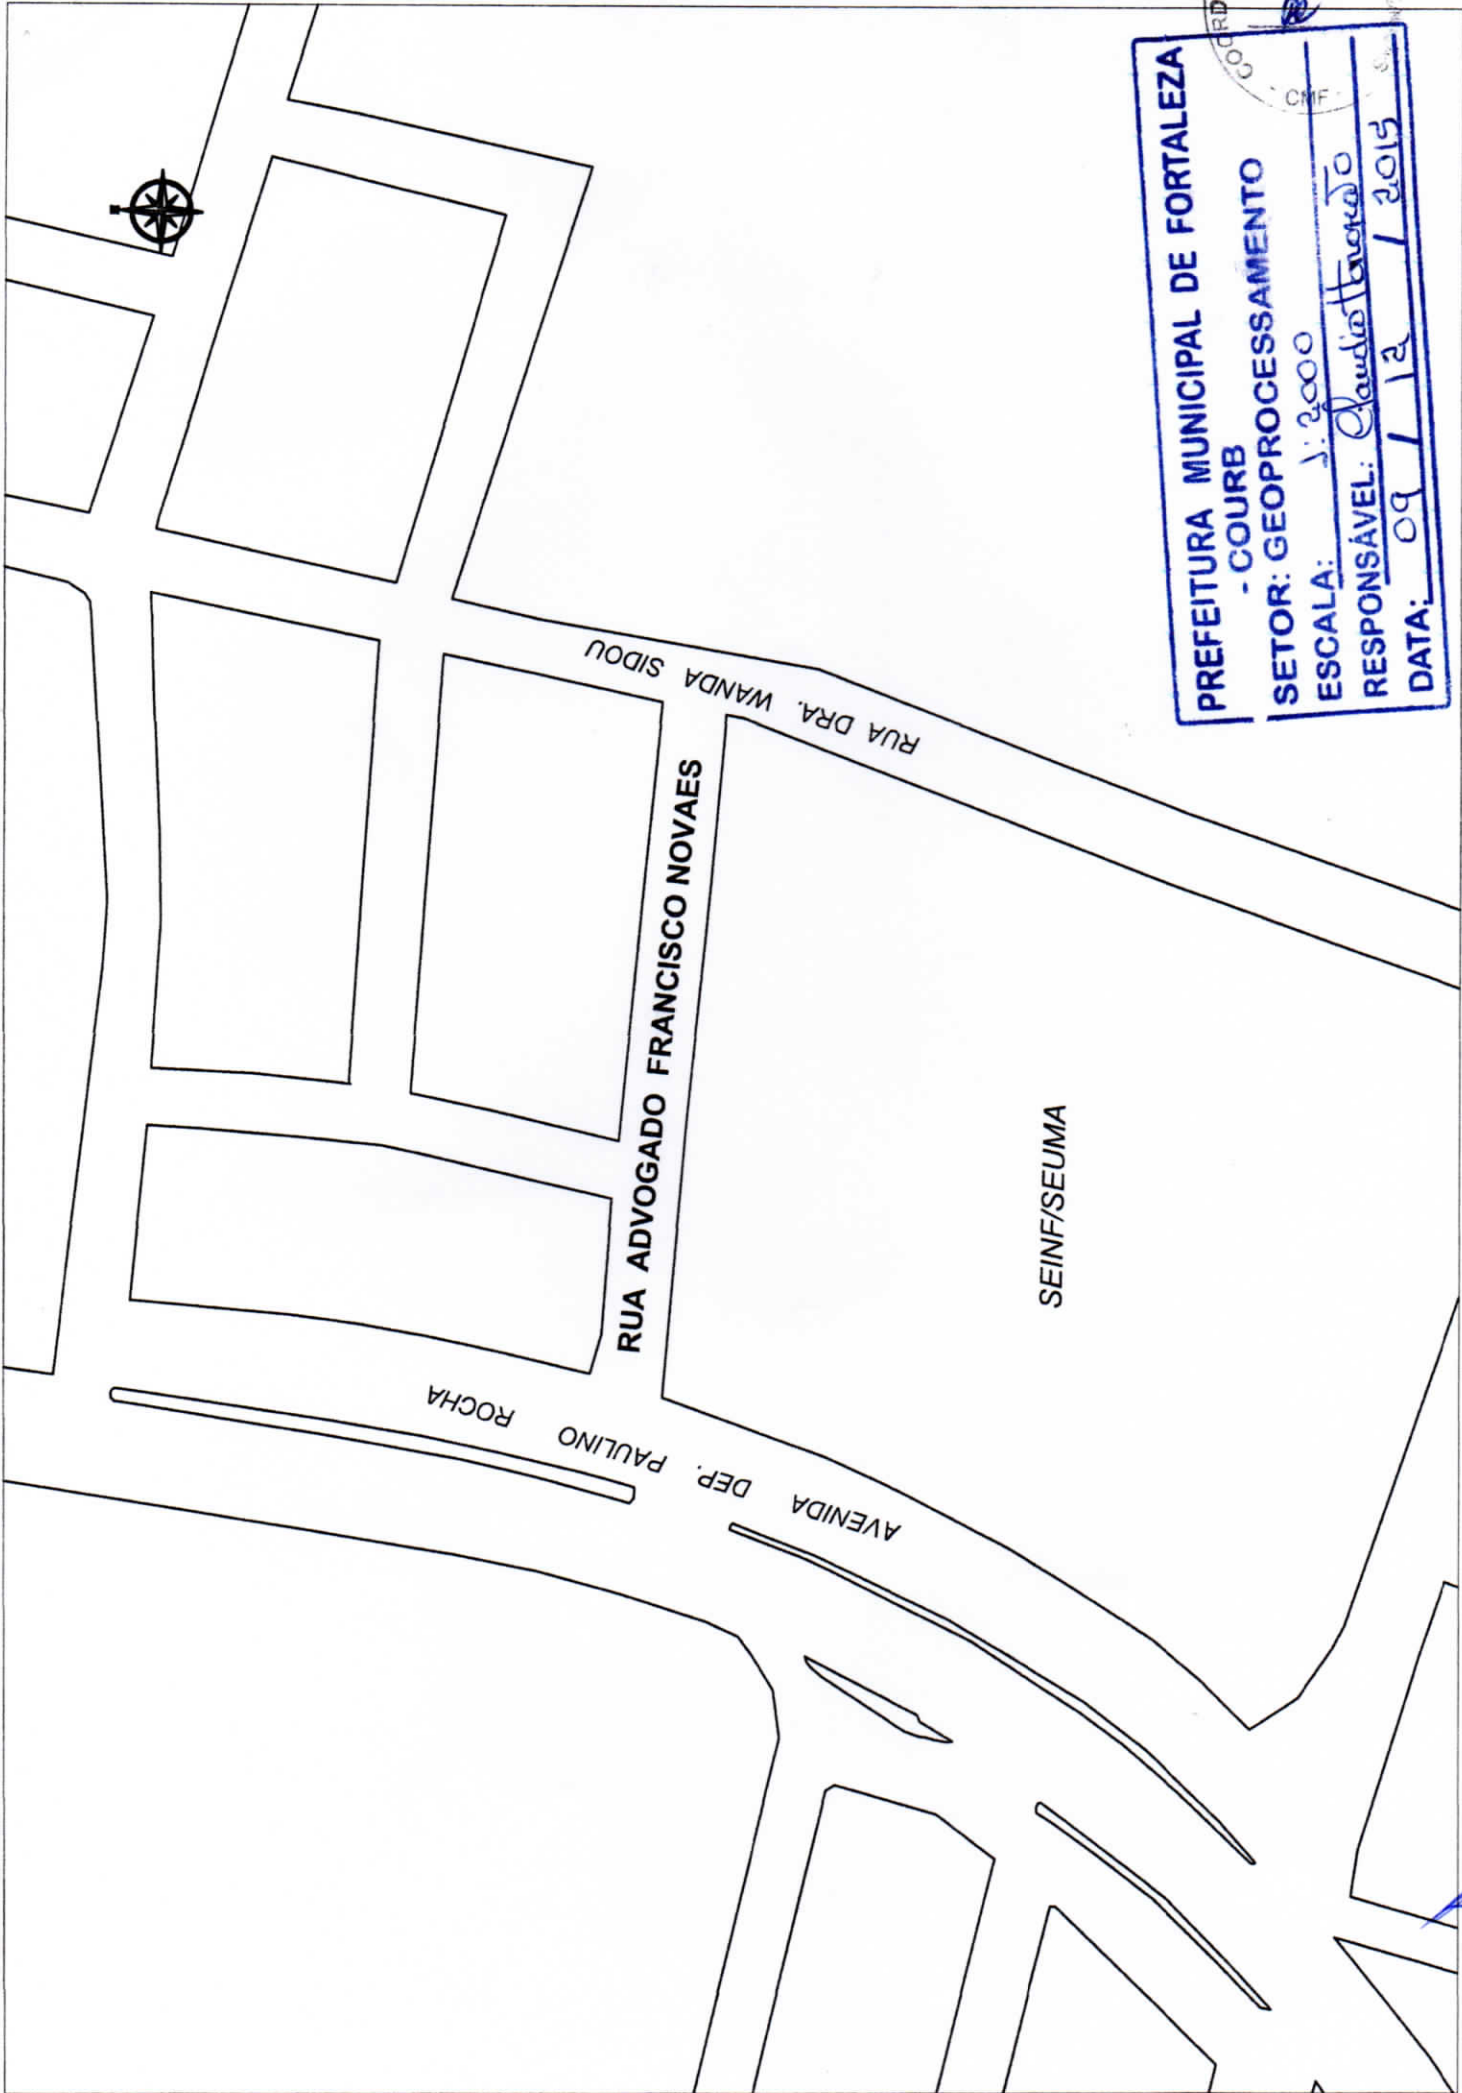 RUA DRA. WANDA SIDOU
RUA ADVOGADO FRANCISCO NOVAES
AVENIDA DEP. PAULINO ROCHA
SEINF/SEUMA
PREFEITURA MUNICIPAL DE FORTALEZA
- COURB
SETOR: GEOPROCESSAMENTO
ESCALA: 1:2000
RESPONSÁVEL:
DATA: 09 / 12 / 2015
COORD
CMF